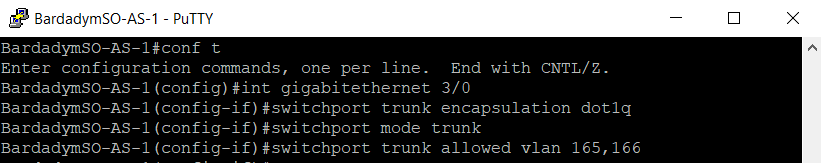 BardadymSO-AS-1 - PuTTY
BardadymSO-AS-1#conf t
Enter configuration commands, one per line.  End with CNTL/Z.
BardadymSO-AS-1(config)#int gigabitethernet 3/0
BardadymSO-AS-1(config-if)#switchport trunk encapsulation dot1q
BardadymSO-AS-1(config-if)#switchport mode trunk
BardadymSO-AS-1(config-if)#switchport trunk allowed vlan 165,166